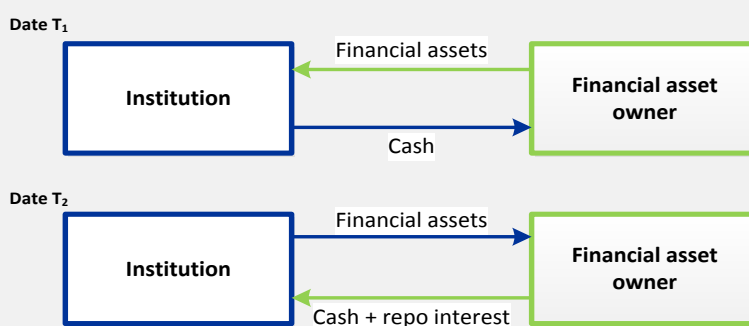 Date T₁
Financial assets
Institution
Financial asset
owner
Cash
Date T₂
Financial assets
Institution
Financial asset
owner
Cash + repo interest